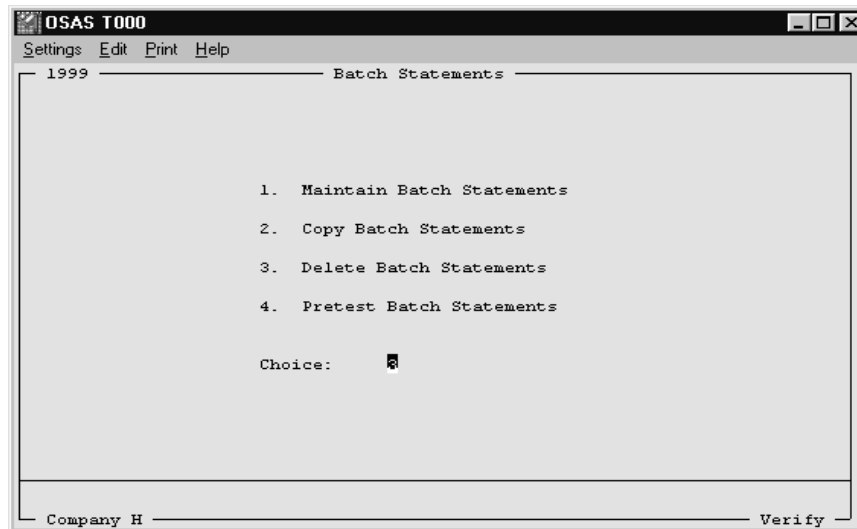 OSAS T000
Settings Edit Print Help
1999 Batch Statements
1. Maintain Batch Statements
2. Copy Batch Statements
3. Delete Batch Statements
4. Pretest Batch Statements
Choice: 3
Company H Verify